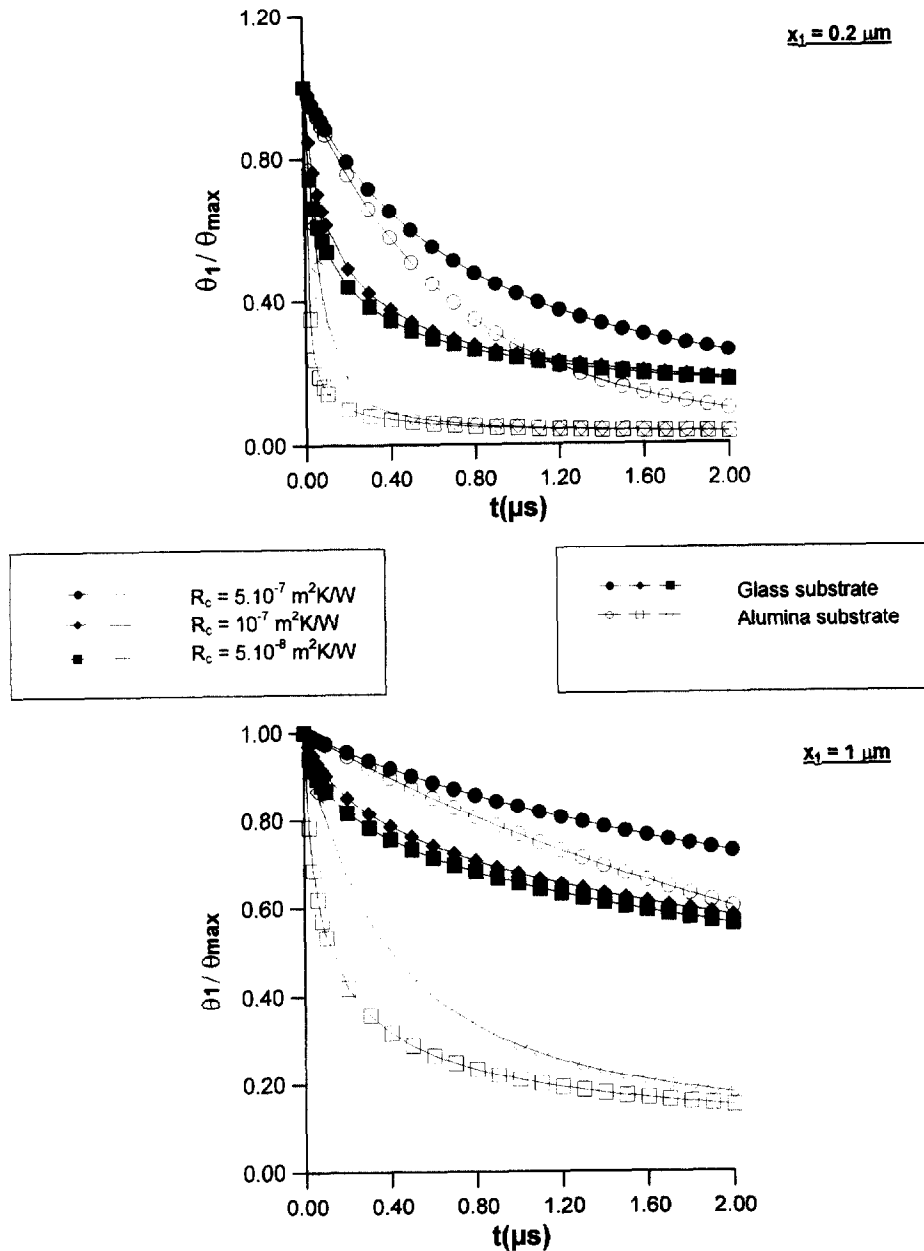 x₁ = 0.2 µm
1.20
0.80
0.40
0.00
θ₁ / θmax
0.00 0.40 0.80 1.20 1.60 2.00
t(µs)
R_c = 5.10⁻⁷ m²K/W
R_c = 10⁻⁷ m²K/W
R_c = 5.10⁻⁸ m²K/W
Glass substrate
Alumina substrate
x₁ = 1 µm
1.00
0.80
0.60
0.40
0.20
0.00
θ1 / θmax
0.00 0.40 0.80 1.20 1.60 2.00
t(µs)